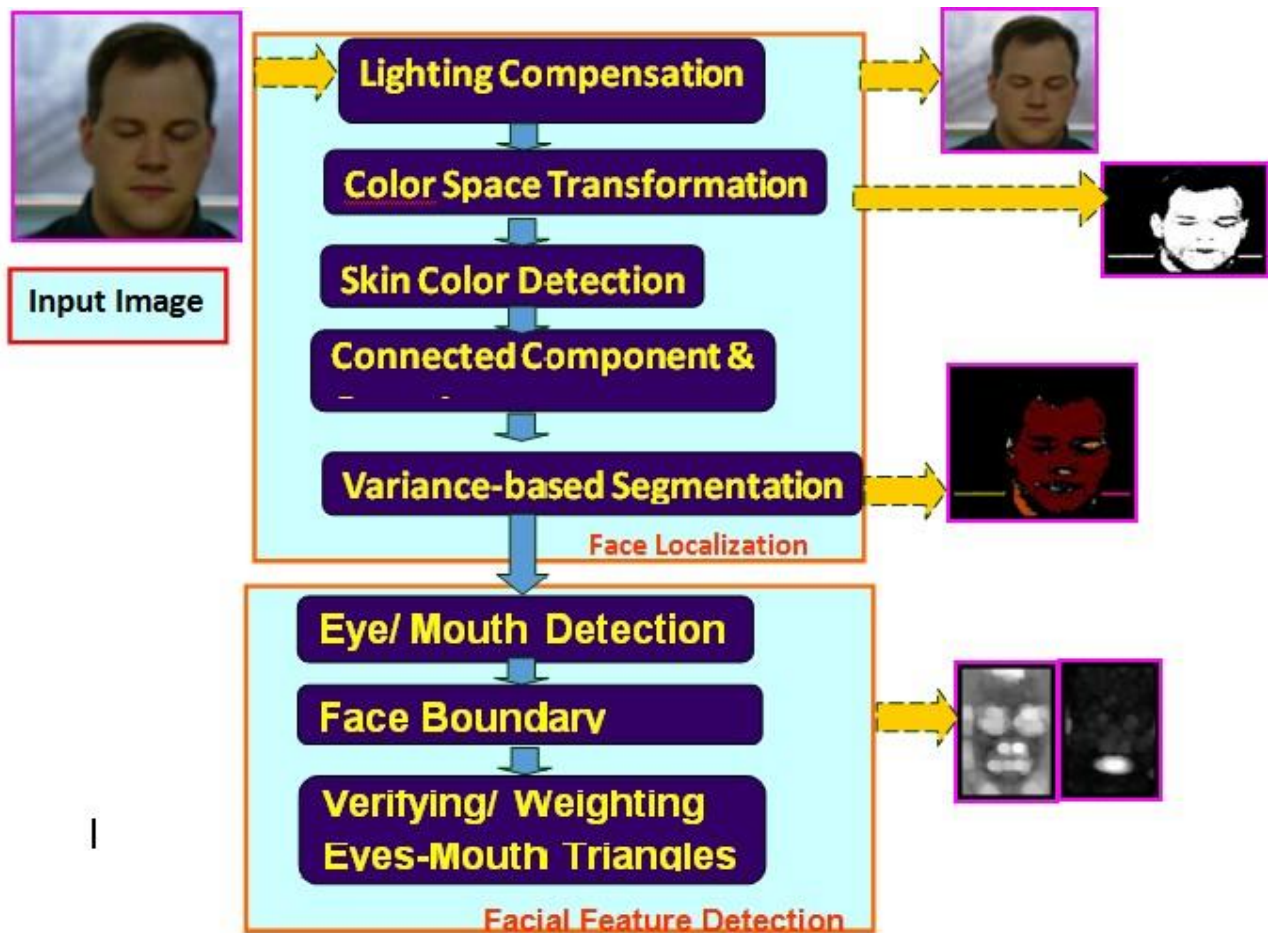 Input Image
Lighting Compensation
Color Space Transformation
Skin Color Detection
Connected Component &
Variance-based Segmentation
Face Localization
Eye/ Mouth Detection
Face Boundary
Verifying/ Weighting
Eyes-Mouth Triangles
Facial Feature Detection